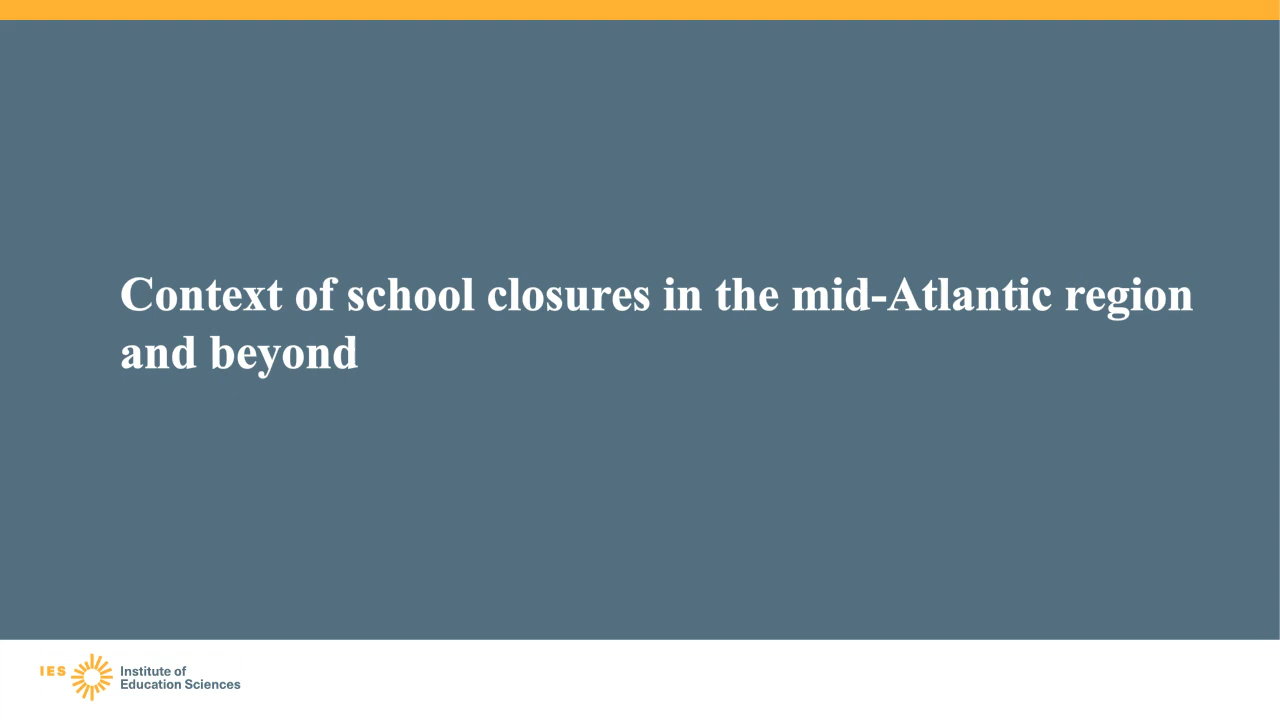 Context of school closures in the mid-Atlantic region
and beyond
IES
Institute of
Education Sciences